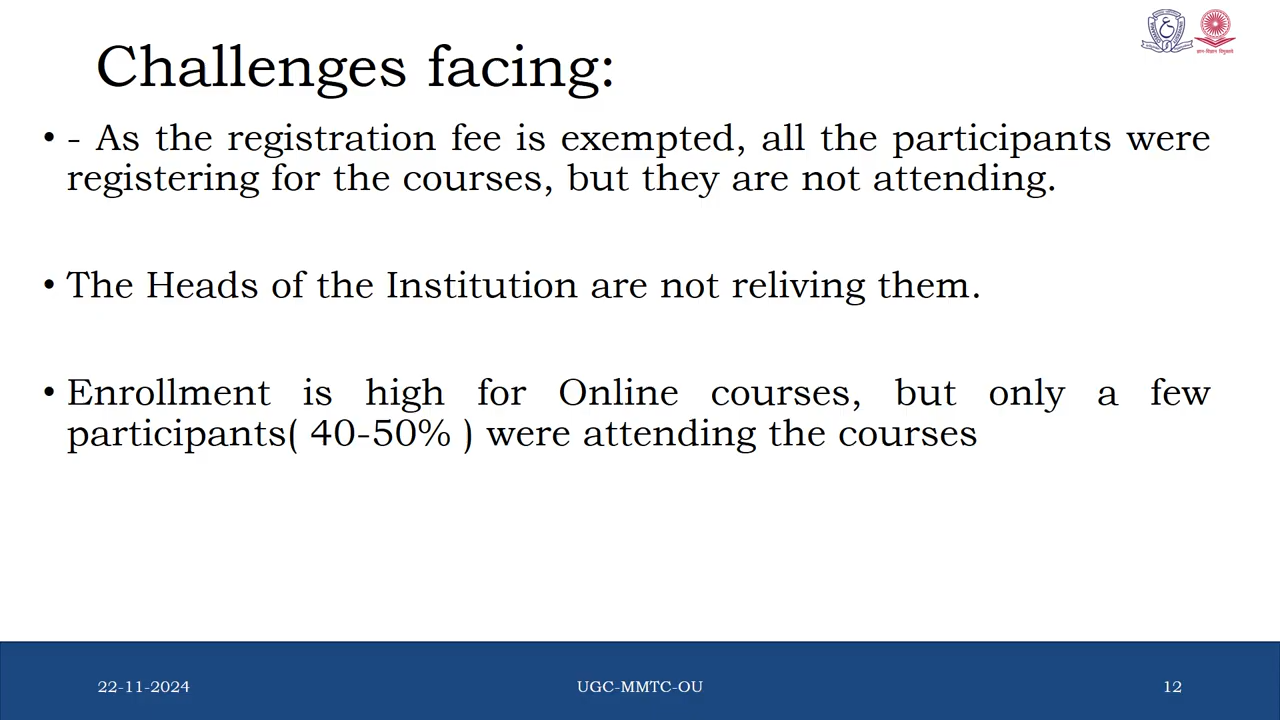 Challenges facing:
• - As the registration fee is exempted, all the participants were
registering for the courses, but they are not attending.
• The Heads of the Institution are not reliving them.
• Enrollment is high for Online courses, but only a few
participants( 40-50% ) were attending the courses
22-11-2024
UGC-MMTC-OU
12